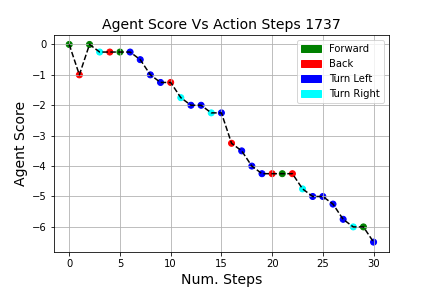 Agent Score Vs Action Steps 1737
Agent Score
0
−1
−2
−3
−4
−5
−6
Forward
Back
Turn Left
Turn Right
0 5 10 15 20 25 30
Num. Steps